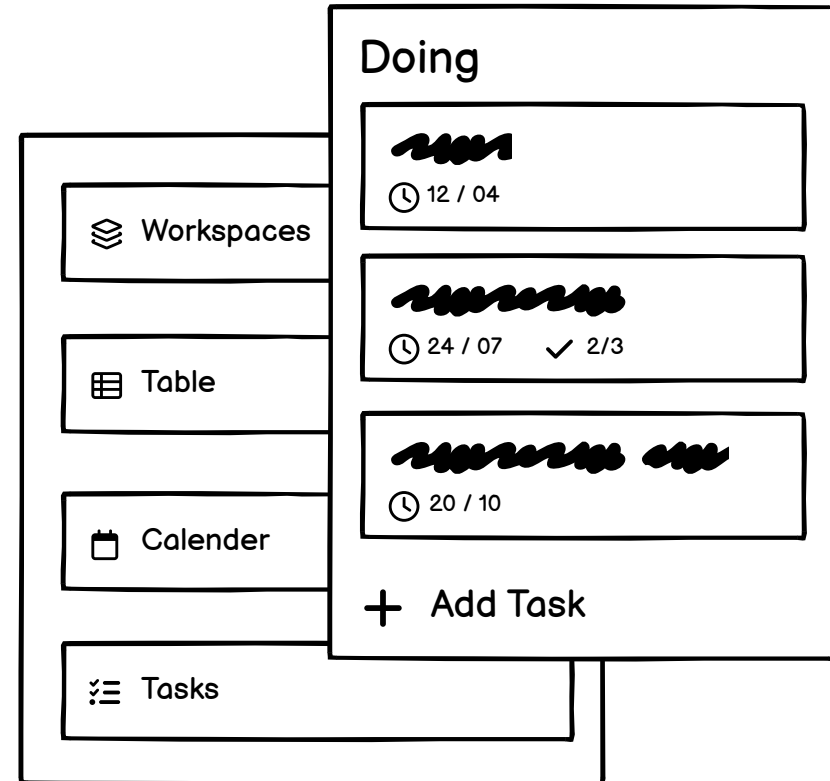 Doing
12 / 04
24 / 07 2/3
20 / 10
Add Task
Workspaces
Table
Calender
Tasks